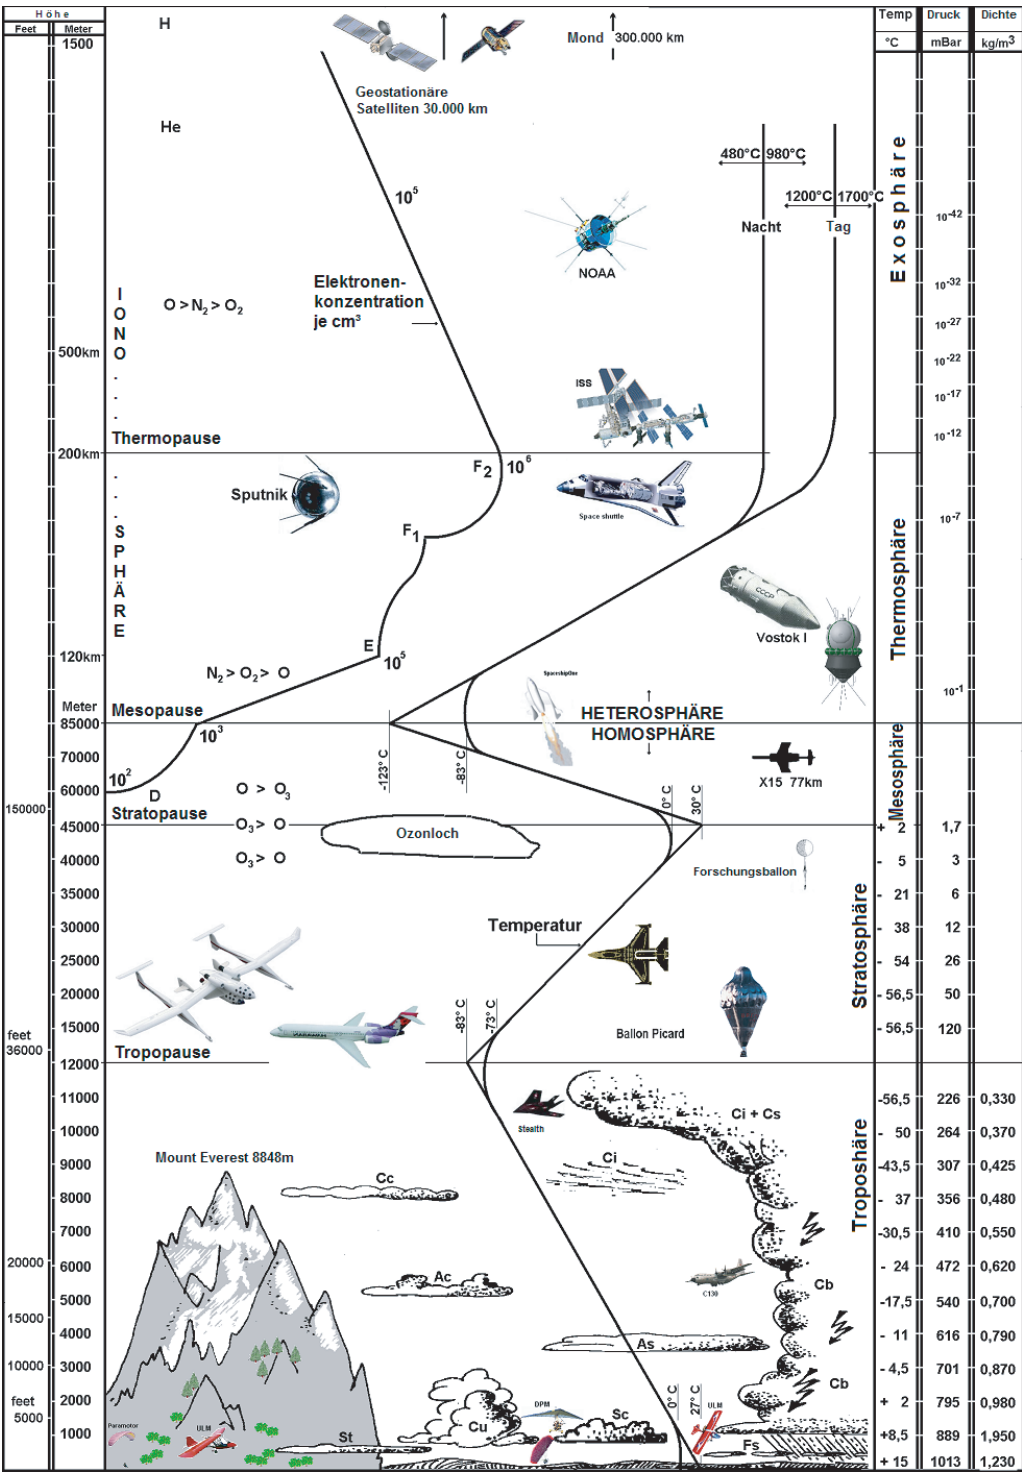 Höhe
Feet Meter
Temp Druck Dichte
°C mBar kg/m³
1500
H
Mond 300.000 km
Geostationäre
Satelliten 30.000 km
He
480°C 980°C
10⁵
1200°C 1700°C
Exosphäre
10⁻⁴²
Nacht Tag
NOAA
Elektronen-
konzentration
je cm³
10⁻³²
O > N₂ > O₂
10⁻²⁷
IONO
.
.
.
500km
10⁻²²
ISS
10⁻¹⁷
10⁻¹²
Thermopause
200km
F₂ 10⁶
.
.
.
SPHÄRE
Sputnik
Space shuttle
10⁻⁷
F₁
Thermosphäre
Vostok I
E
120km
10⁵
N₂ > O₂ > O
SpaceshipOne
10⁻¹
Meter
Mesopause
HETEROSPHÄRE
85000
10³
HOMOSPHÄRE
-123° C -83° C
70000
Mesosphäre
X15 77km
10²
60000
D
O > O₃
0° C 30° C
150000
Stratopause
45000
O₃ > O
Ozonloch
+ 2 1,7
40000
O₃ > O
- 5 3
Forschungsballon
35000 - 21 6
Stratosphäre
30000 - 38 12
Temperatur
25000 - 54 26
20000 - 56,5 50
-83° C -73° C
15000 - 56,5 120
Ballon Picard
feet
36000
Tropopause
12000
11000 -56,5 226 0,330
Stealth
Ci + Cs
10000 - 50 264 0,370
Troposhäre
Mount Everest 8848m
Ci
9000 -43,5 307 0,425
Cc
8000 - 37 356 0,480
7000 -30,5 410 0,550
20000 6000 - 24 472 0,620
Ac
C130
Cb
5000 -17,5 540 0,700
15000
4000 - 11 616 0,790
As
10000 3000 - 4,5 701 0,870
Cb
feet
5000
2000 + 2 795 0,980
0° C 27° C
DPM
ULM
Sc
Cu
Paramotor
ULM
St
Fs
1000 +8,5 889 1,950
+ 15 1013 1,230